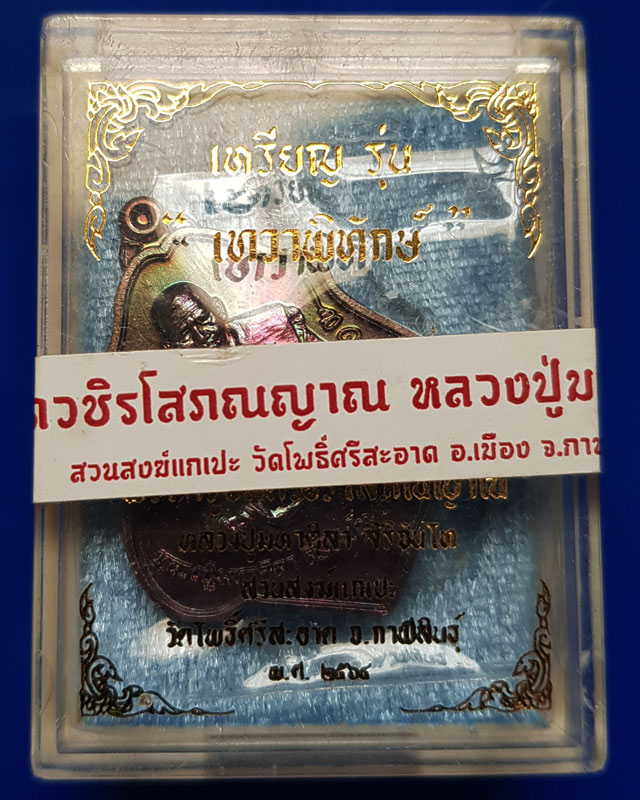 เหรียญ รุ่น
“ เทวาพิทักษ์ ”
ภาวชิรโสภณญาณ หลวงปู่ม
สวนสงฆ์แกเปะ วัดโพธิ์ศรีสะอาด อ.เมือง จ.กาฬ
หลวงปู่มหาศิลา สิริจันโท
สวนสงฆ์แกเปะ
วัดโพธิ์ศรีสะอาด จ.กาฬสินธุ์
พ.ศ. ๒๕๖๔